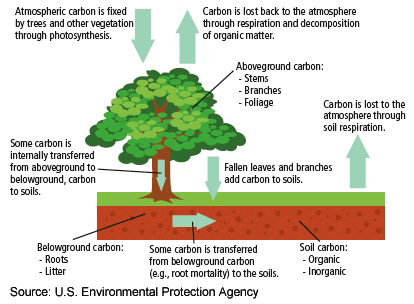 Atmospheric carbon is fixed
by trees and other vegetation
through photosynthesis.
Carbon is lost back to the atmosphere
through respiration and decomposition
of organic matter.
Aboveground carbon:
- Stems
- Branches
- Foliage
Carbon is lost to the
atmosphere through
soil respiration.
Some carbon is
internally transferred
from aboveground to
belowground, carbon
to soils.
Fallen leaves and branches
add carbon to soils.
Belowground carbon:
- Roots
- Litter
Some carbon is transferred
from belowground carbon
(e.g., root mortality) to the soils.
Soil carbon:
- Organic
- Inorganic
Source: U.S. Environmental Protection Agency